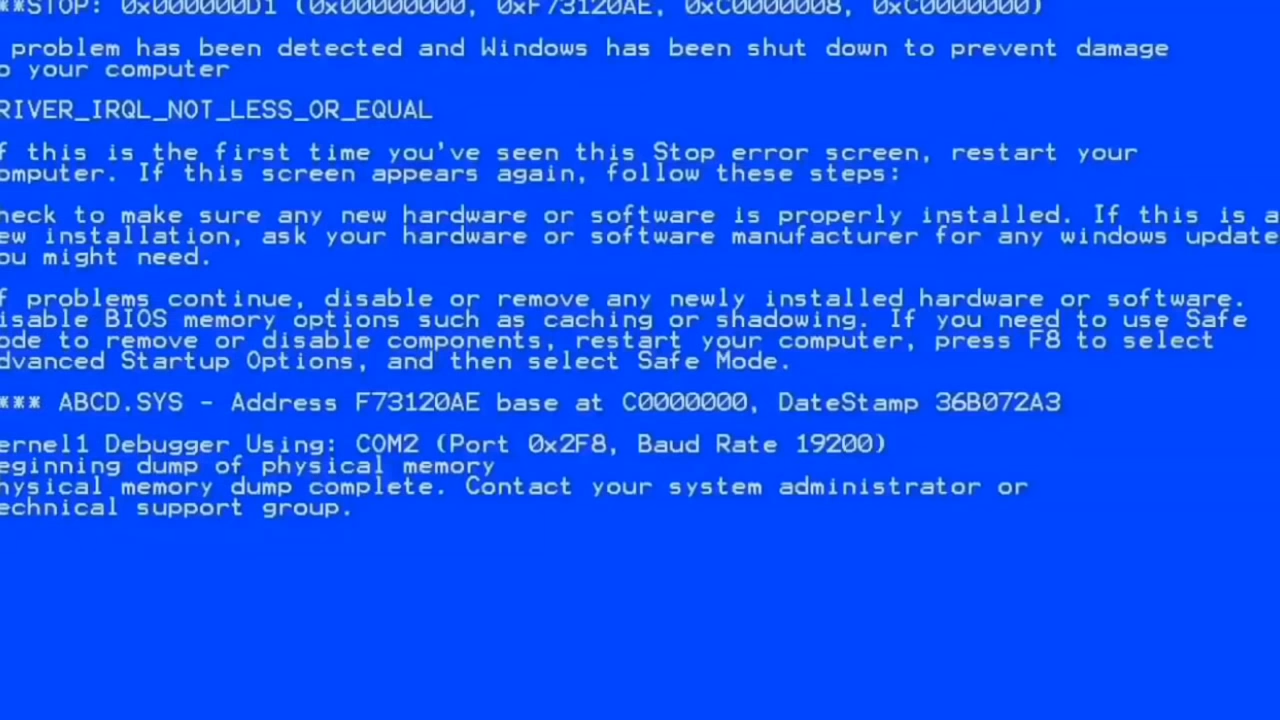 **STOP: 0x000000D1 (0x00000000, 0xF73120AE, 0xC0000008, 0xC0000000)
problem has been detected and Windows has been shut down to prevent damage
o your computer
RIVER_IRQL_NOT_LESS_OR_EQUAL
f this is the first time you've seen this Stop error screen, restart your
omputer. If this screen appears again, follow these steps:
heck to make sure any new hardware or software is properly installed. If this is a
ew installation, ask your hardware or software manufacturer for any windows update
ou might need.
f problems continue, disable or remove any newly installed hardware or software.
isable BIOS memory options such as caching or shadowing. If you need to use Safe
ode to remove or disable components, restart your computer, press F8 to select
dvanced Startup Options, and then select Safe Mode.
*** ABCD.SYS - Address F73120AE base at C0000000, DateStamp 36B072A3
ernel1 Debugger Using: COM2 (Port 0x2F8, Baud Rate 19200)
eginning dump of physical memory
hysical memory dump complete. Contact your system administrator or
echnical support group.